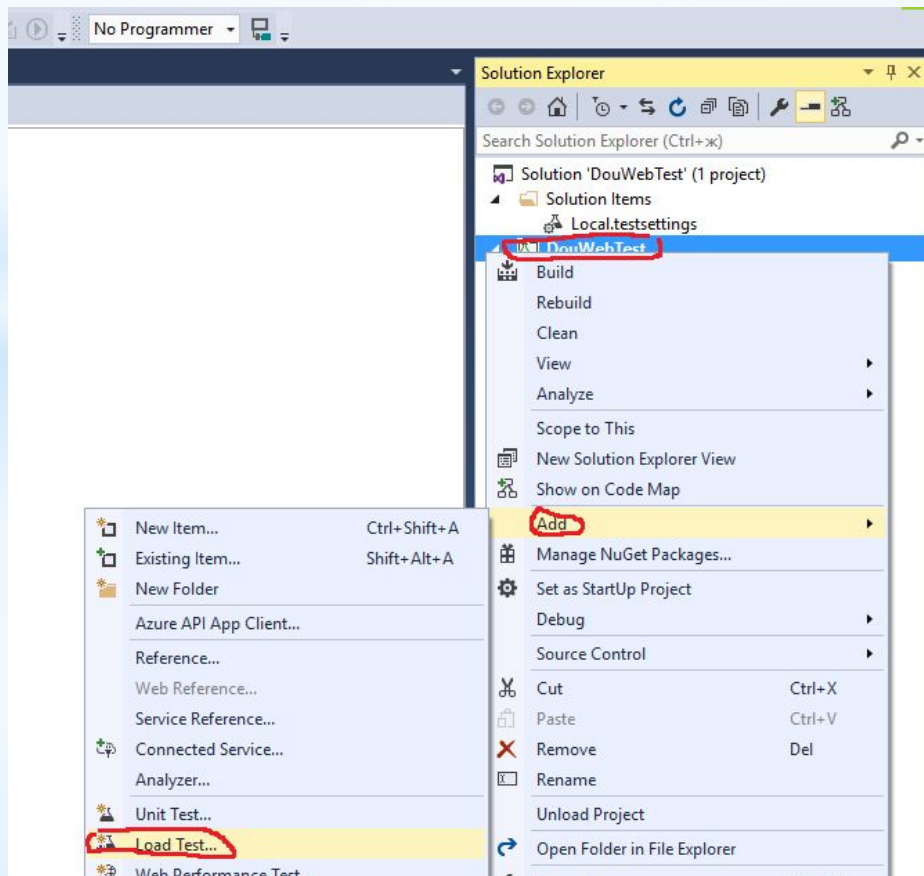 No Programmer
Solution Explorer
Search Solution Explorer (Ctrl+ж)
Solution 'DouWebTest' (1 project)
Solution Items
Local.testsettings
DouWebTest
Build
Rebuild
Clean
View
Analyze
Scope to This
New Solution Explorer View
Show on Code Map
Add
Manage NuGet Packages...
Set as StartUp Project
Debug
Source Control
Cut Ctrl+X
Paste Ctrl+V
Remove Del
Rename
Unload Project
Open Folder in File Explorer
New Item... Ctrl+Shift+A
Existing Item... Shift+Alt+A
New Folder
Azure API App Client...
Reference...
Web Reference...
Service Reference...
Connected Service...
Analyzer...
Unit Test...
Load Test...
Web Performance Test...